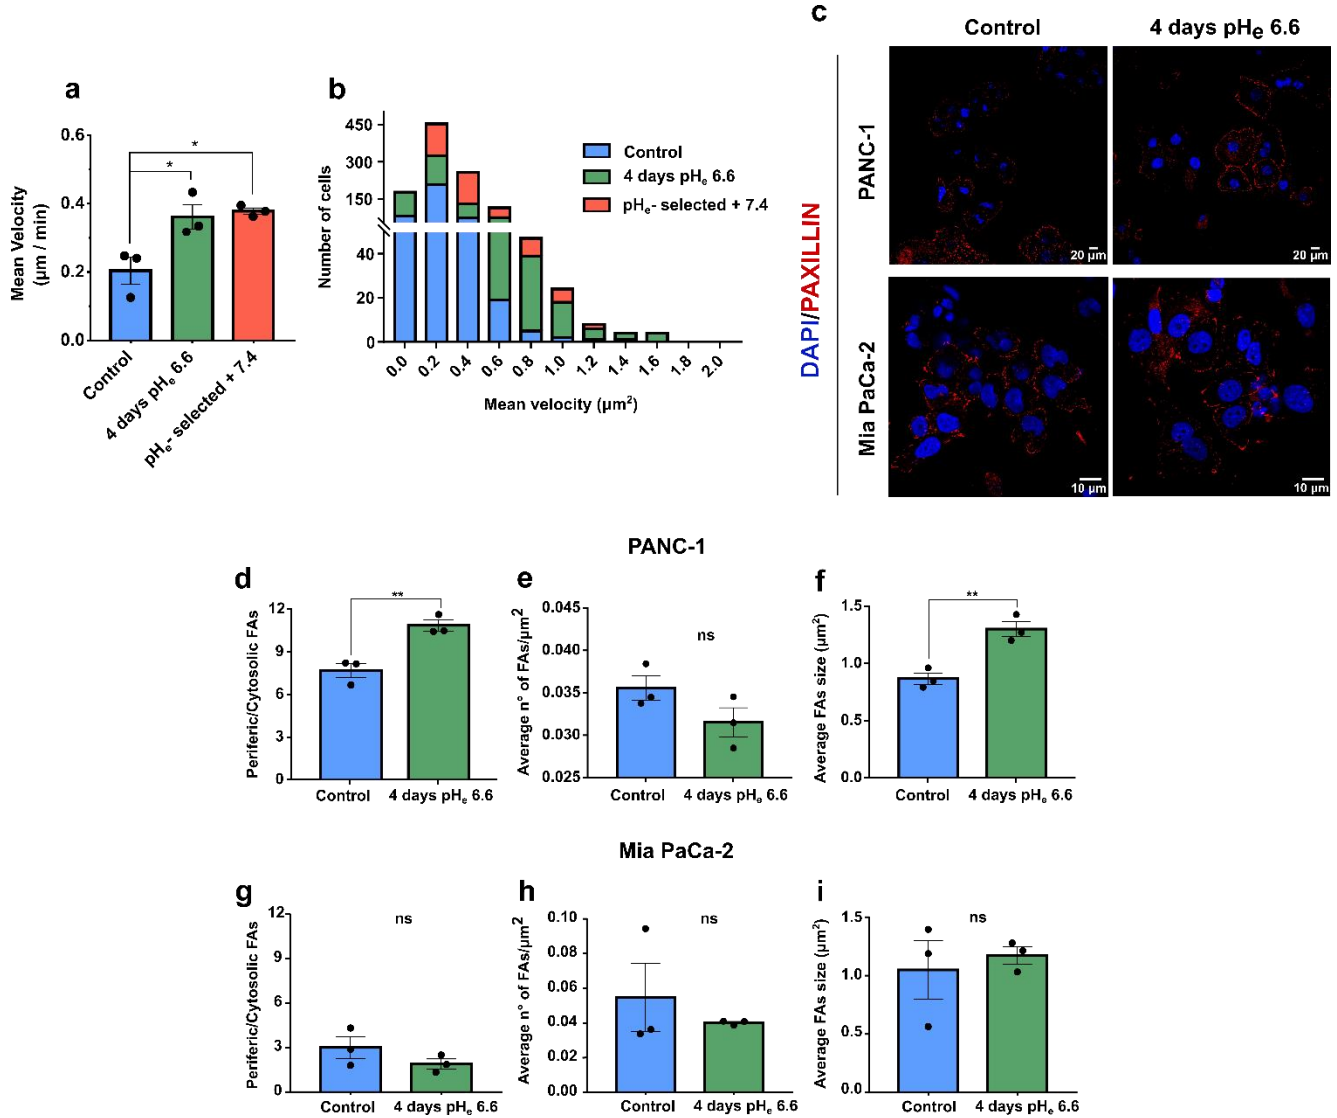 a
Mean Velocity
(µm / min)
0.6
0.4
0.2
0.0
*
*
Control
4 days pHe 6.6
pHe- selected + 7.4
b
Number of cells
450
300
150
40
20
0
0.0 0.2 0.4 0.6 0.8 1.0 1.2 1.4 1.6 1.8 2.0
Mean velocity (µm²)
Control
4 days pHe 6.6
pHe- selected + 7.4
c
Control
4 days pHe 6.6
DAPI/PAXILLIN
PANC-1
20 µm
20 µm
Mia PaCa-2
10 µm
10 µm
PANC-1
d
Periferic/Cytosolic FAs
12
9
6
3
0
**
Control
4 days pHe 6.6
e
Average n° of FAs/µm²
0.045
0.040
0.035
0.030
0.025
ns
Control
4 days pHe 6.6
f
Average FAs size (µm²)
1.5
1.0
0.5
0.0
**
Control
4 days pHe 6.6
Mia PaCa-2
g
Periferic/Cytosolic FAs
12
9
6
3
0
ns
Control
4 days pHe 6.6
h
Average n° of FAs/µm²
0.10
0.08
0.06
0.04
0.02
0.00
ns
Control
4 days pHe 6.6
i
Average FAs size (µm²)
1.5
1.0
0.5
0.0
ns
Control
4 days pHe 6.6